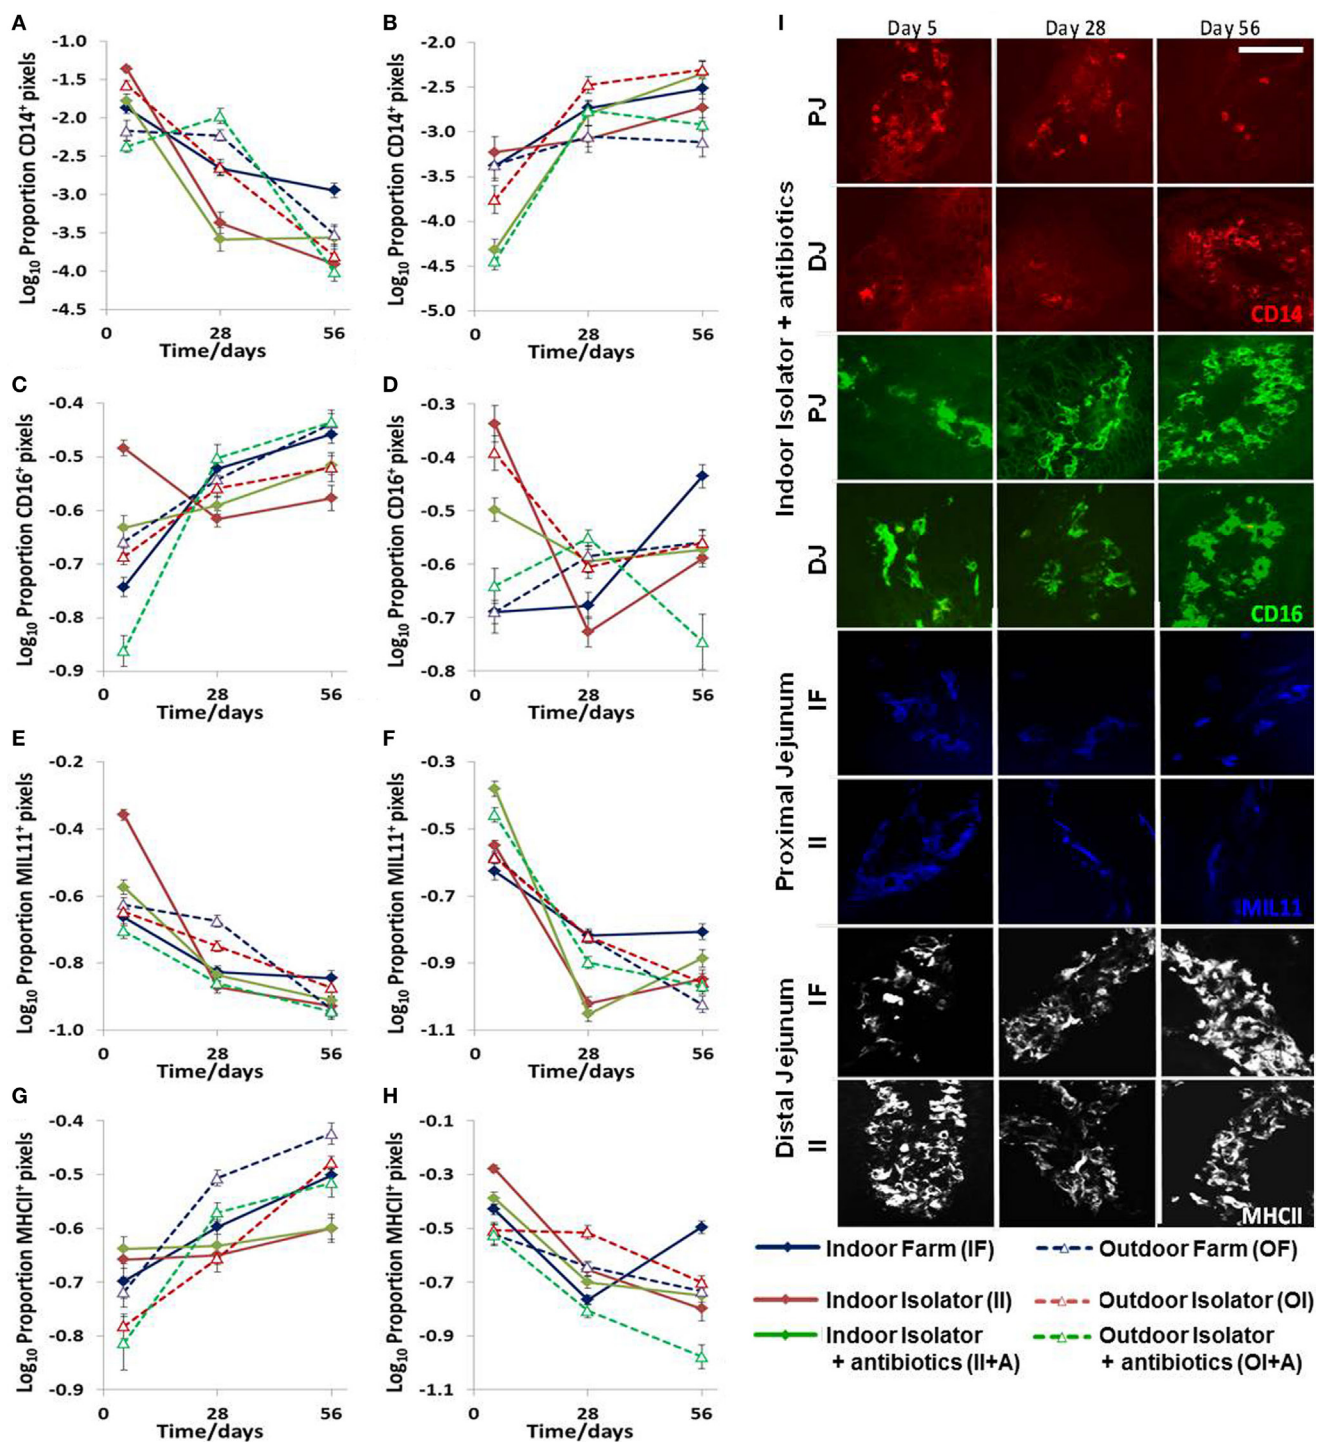 A
-1.0
-1.5
-2.0
-2.5
-3.0
-3.5
-4.0
-4.5
Log10 Proportion CD14+ pixels
0 28 56
Time/days
B
-2.0
-2.5
-3.0
-3.5
-4.0
-4.5
-5.0
Log10 Proportion CD14+ pixels
0 28 56
Time/days
C
-0.4
-0.5
-0.6
-0.7
-0.8
-0.9
Log10 Proportion CD16+ pixels
0 28 56
Time/days
D
-0.3
-0.4
-0.5
-0.6
-0.7
-0.8
Log10 Proportion CD16+ pixels
0 28 56
Time/days
E
-0.2
-0.4
-0.6
-0.8
-1.0
Log10 Proportion MIL11+ pixels
0 28 56
Time/days
F
-0.3
-0.5
-0.7
-0.9
-1.1
Log10 Proportion MIL11+ pixels
0 28 56
Time/days
G
-0.4
-0.5
-0.6
-0.7
-0.8
-0.9
Log10 Proportion MHCII+ pixels
0 28 56
Time/days
H
-0.1
-0.3
-0.5
-0.7
-0.9
-1.1
Log10 Proportion MHCII+ pixels
0 28 56
Time/days
I
Day 5 Day 28 Day 56
Indoor Isolator + antibiotics
PJ
DJ
CD14
PJ
DJ
CD16
Proximal Jejunum
IF
II
MIL11
Distal Jejunum
IF
II
MHCII
Indoor Farm (IF)
Outdoor Farm (OF)
Indoor Isolator (II)
Outdoor Isolator (OI)
Indoor Isolator
+ antibiotics (II+A)
Outdoor Isolator
+ antibiotics (OI+A)